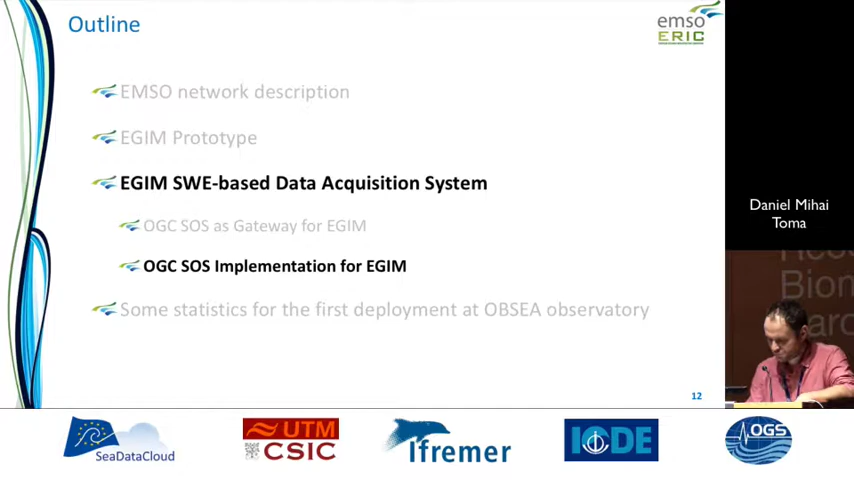 Outline
emso
ERIC
EMSO network description
EGIM Prototype
EGIM SWE-based Data Acquisition System
OGC SOS as Gateway for EGIM
OGC SOS Implementation for EGIM
Some statistics for the first deployment at OBSEA observatory
12
Daniel Mihai
Toma
SeaDataCloud
UTM
CSIC
Ifremer
IODE
OGS